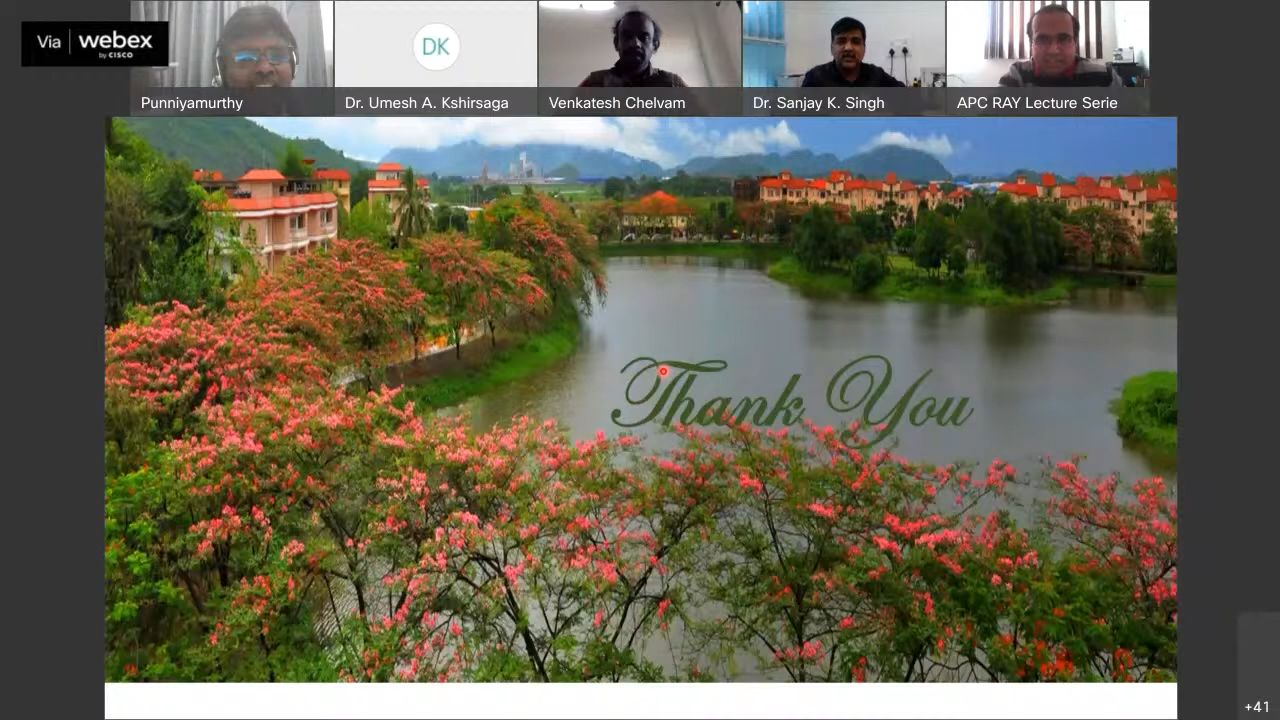 Via webex
by CISCO
DK
Punniyamurthy
Dr. Umesh A. Kshirsaga
Venkatesh Chelvam
Dr. Sanjay K. Singh
APC RAY Lecture Serie
Thank You
+41